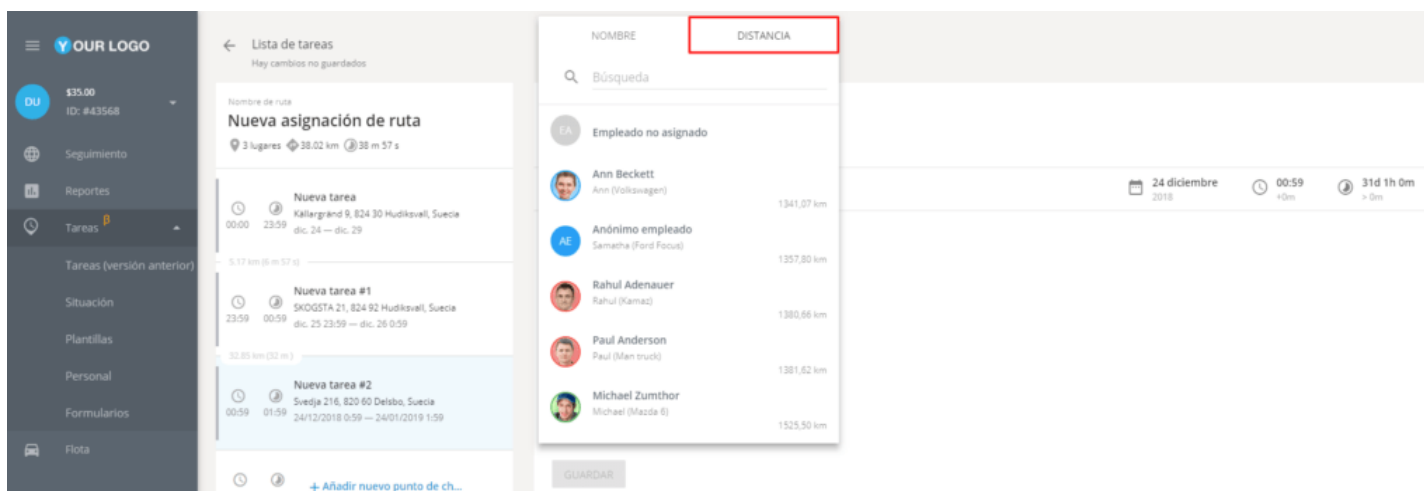 YOUR LOGO
DU
$35.00
ID: #43568
Seguimiento
Reportes
Tareas β
Tareas (versión anterior)
Situación
Plantillas
Personal
Formularios
Flota
Lista de tareas
Hay cambios no guardados
Nombre de ruta
Nueva asignación de ruta
3 lugares 38.02 km 38 m 57 s
Nueva tarea
Källargränd 9, 824 30 Hudiksvall, Suecia
00:00 23:59 dic. 24 — dic. 29
5.17 km (6 m 57 s)
Nueva tarea #1
SKOGSTA 21, 824 92 Hudiksvall, Suecia
23:59 00:59 dic. 25 23:59 — dic. 26 0:59
32.85 km (32 m )
Nueva tarea #2
Svedja 216, 820 60 Delsbo, Suecia
00:59 01:59 24/12/2018 0:59 — 24/01/2019 1:59
+ Añadir nuevo punto de ch...
NOMBRE DISTANCIA
Búsqueda
EA Empleado no asignado
Ann Beckett
Ann (Volkswagen)
1341,07 km
Anónimo empleado
AE
Samatha (Ford Focus)
1357,80 km
Rahul Adenauer
Rahul (Kamaz)
1380,66 km
Paul Anderson
Paul (Man truck)
1381,62 km
Michael Zumthor
Michael (Mazda 6)
1525,50 km
GUARDAR
24 diciembre 00:59 31d 1h 0m
2018 +0m > 0m